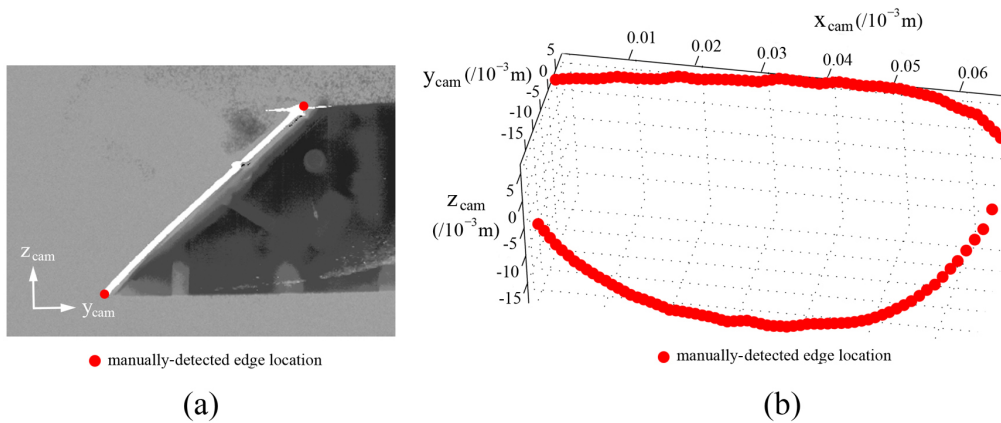 z_cam
y_cam
● manually-detected edge location
(a)
x_cam (/10⁻³ m)
0.01 0.02 0.03 0.04 0.05 0.06
y_cam (/10⁻³ m)
5
0
-5
-10
-15
z_cam
(/10⁻³ m)
5
0
-5
-10
-15
● manually-detected edge location
(b)